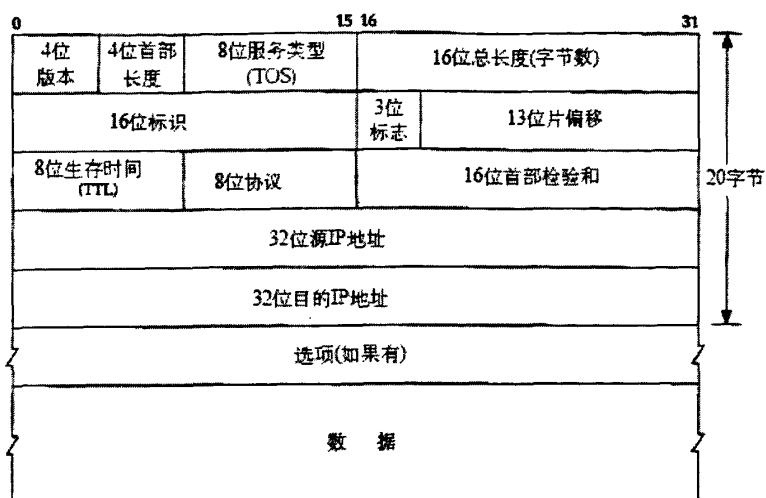 0 15 16 31
4位版本 4位首部长度 8位服务类型(TOS) 16位总长度(字节数)
16位标识 3位标志 13位片偏移
8位生存时间(TTL) 8位协议 16位首部检验和 20字节
32位源IP地址
32位目的IP地址
选项(如果有)
数 据